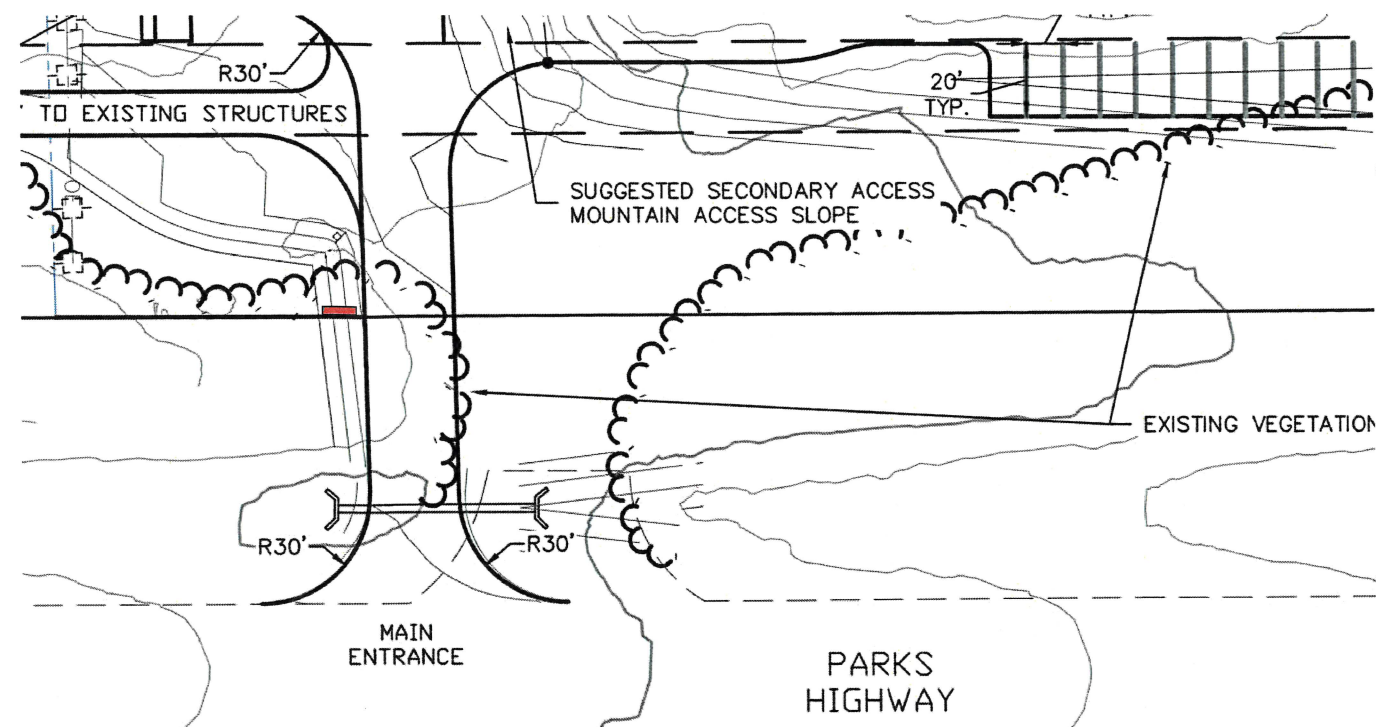 R30'
20'
TYP.
TO EXISTING STRUCTURES
SUGGESTED SECONDARY ACCESS
MOUNTAIN ACCESS SLOPE
EXISTING VEGETATION
R30'
R30'
MAIN
ENTRANCE
PARKS
HIGHWAY